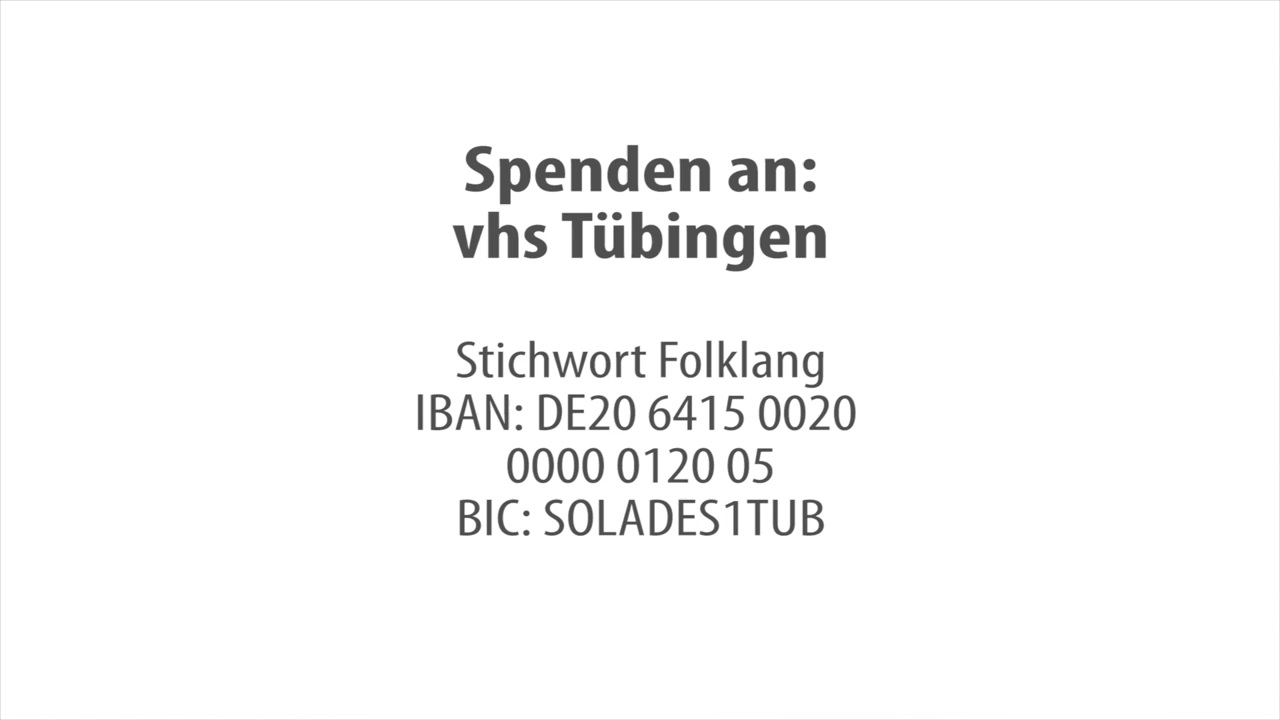 Spenden an:
vhs Tübingen
Stichwort Folklang
IBAN: DE20 6415 0020
0000 0120 05
BIC: SOLADES1TUB